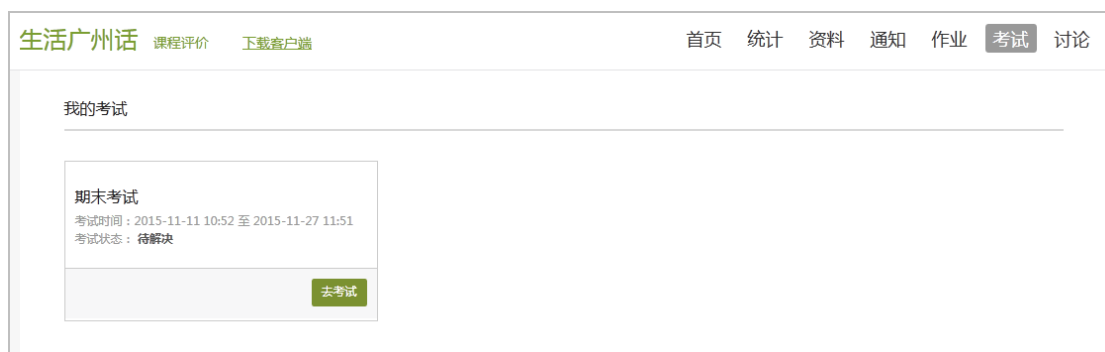 生活广州话 课程评价 下载客户端 首页 统计 资料 通知 作业 考试 讨论
我的考试
期末考试
考试时间：2015-11-11 10:52 至 2015-11-27 11:51
考试状态：待解决
去考试